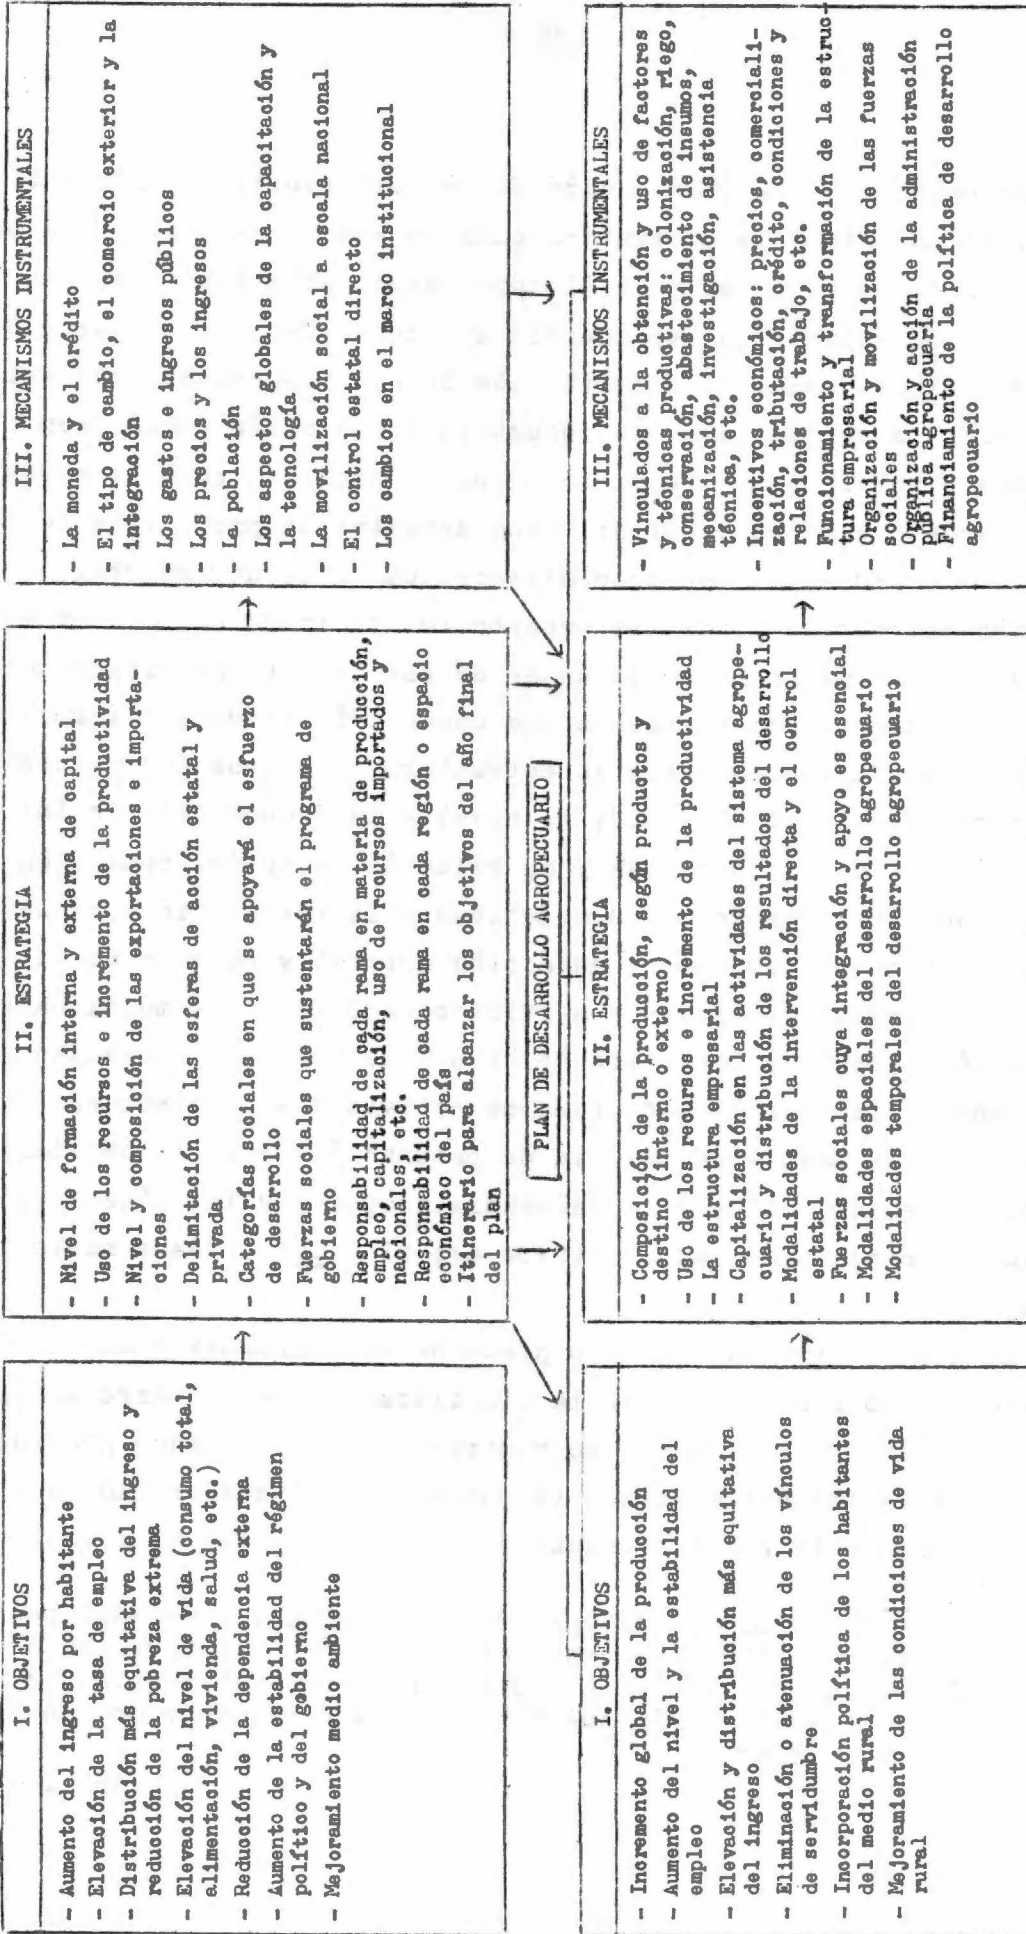 I. OBJETIVOS
- Aumento del ingreso por habitante
- Elevación de la tasa de empleo
- Distribución más equitativa del ingreso y
reducción de la pobreza extrema
- Elevación del nivel de vida (consumo total,
alimentación, vivienda, salud, etc.)
- Reducción de la dependencia externa
- Aumento de la estabilidad del régimen
político y del gobierno
- Mejoramiento medio ambiente
II. ESTRATEGIA
- Nivel de formación interna y externa de capital
- Uso de los recursos e incremento de la productividad
- Nivel y composición de las exportaciones e importa-
ciones
- Delimitación de las esferas de acción estatal y
privada
- Categorías sociales en que se apoyará el esfuerzo
de desarrollo
- Fuerzas sociales que sustentarán el programa de
gobierno
- Responsabilidad de cada rama en materia de producción,
empleo, capitalización, uso de recursos importados y
nacionales, etc.
- Responsabilidad de cada rama en cada región o espacio
económico del país
- Itinerario para alcanzar los objetivos del año final
del plan
III. MECANISMOS INSTRUMENTALES
- La moneda y el crédito
- El tipo de cambio, el comercio exterior y la
integración
- Los gastos e ingresos públicos
- Los precios y los ingresos
- La población
- Los aspectos globales de la capacitación y
la tecnología
- La movilización social a escala nacional
- El control estatal directo
- Los cambios en el marco institucional
PLAN DE DESARROLLO AGROPECUARIO
I. OBJETIVOS
- Incremento global de la producción
- Aumento del nivel y la estabilidad del
empleo
- Elevación y distribución más equitativa
del ingreso
- Eliminación o atenuación de los vínculos
de servidumbre
- Incorporación política de los habitantes
del medio rural
- Mejoramiento de las condiciones de vida
rural
II. ESTRATEGIA
- Composición de la producción, según productos y
destino (interno o externo)
- Uso de los recursos e incremento de la productividad
- La estructura empresarial
- Capitalización en las actividades del sistema agrope-
cuario y distribución de los resultados del desarrollo
- Modalidades de la intervención directa y el control
estatal
- Fuerzas sociales cuya integración y apoyo es esencial
- Modalidades espaciales del desarrollo agropecuario
- Modalidades temporales del desarrollo agropecuario
III. MECANISMOS INSTRUMENTALES
- Vinculados a la obtención y uso de factores
y técnicas productivas: colonización, riego,
conservación, abastecimiento de insumos,
mecanización, investigación, asistencia
técnica, etc.
- Incentivos económicos: precios, comerciali-
zación, tributación, crédito, condiciones y
relaciones de trabajo, etc.
- Funcionamiento y transformación de la estruc-
tura empresarial
- Organización y movilización de las fuerzas
sociales
- Organización y acción de la administración
pública agropecuaria
- Financiamiento de la política de desarrollo
agropecuario